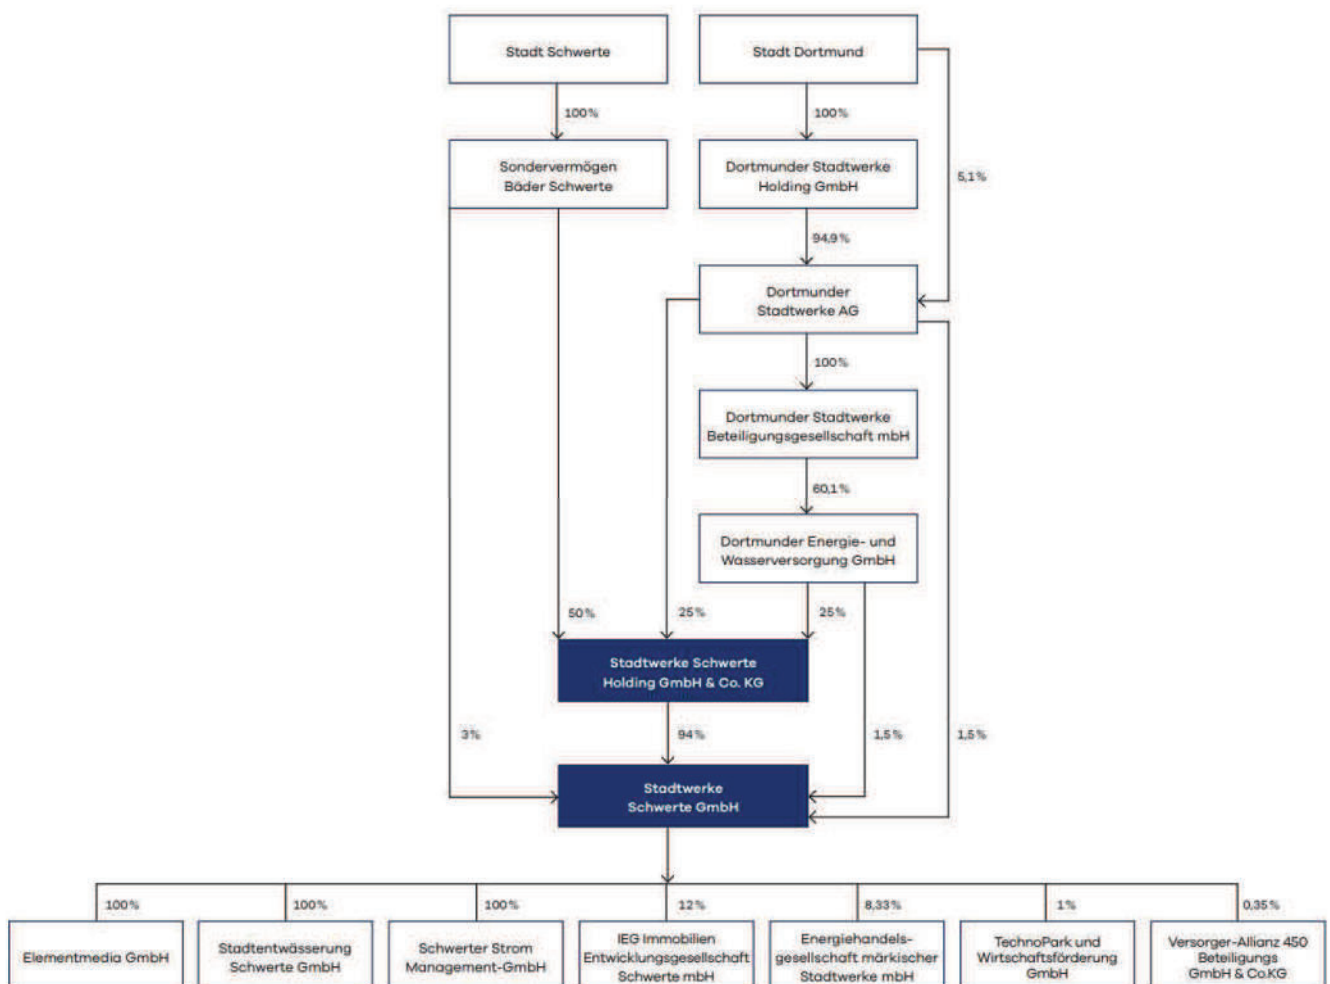 Stadt Schwerte
Stadt Dortmund
100%
100%
Sondervermögen
Bäder Schwerte
Dortmunder Stadtwerke
Holding GmbH
5,1%
94,9%
Dortmunder
Stadtwerke AG
100%
Dortmunder Stadtwerke
Beteiligungsgesellschaft mbH
60,1%
Dortmunder Energie- und
Wasserversorgung GmbH
50%
25%
25%
Stadtwerke Schwerte
Holding GmbH & Co. KG
3%
94%
1,5%
1,5%
Stadtwerke
Schwerte GmbH
100%
100%
100%
12%
8,33%
1%
0,35%
Elementmedia GmbH
Stadtentwässerung
Schwerte GmbH
Schwerter Strom
Management-GmbH
IEG Immobilien
Entwicklungsgesellschaft
Schwerte mbH
Energiehandels-
gesellschaft märkischer
Stadtwerke mbH
TechnoPark und
Wirtschaftsförderung
GmbH
Versorger-Allianz 450
Beteiligungs
GmbH & Co.KG